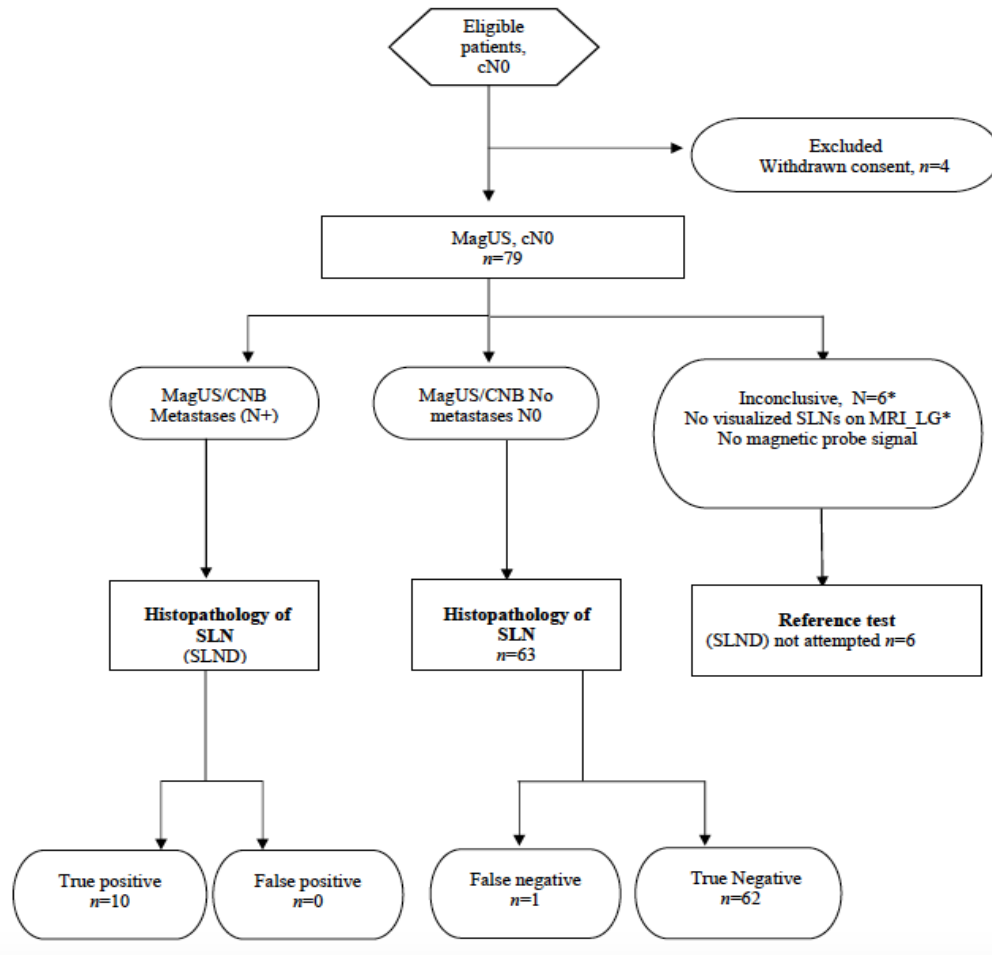 Eligible
patients,
cN0
Excluded
Withdrawn consent, n=4
MagUS, cN0
n=79
MagUS/CNB
Metastases (N+)
MagUS/CNB No
metastases N0
Inconclusive, N=6*
No visualized SLNs on MRI_LG*
No magnetic probe signal
Histopathology of
SLN
(SLND)
Histopathology of
SLN
n=63
Reference test
(SLND) not attempted n=6
True positive
n=10
False positive
n=0
False negative
n=1
True Negative
n=62